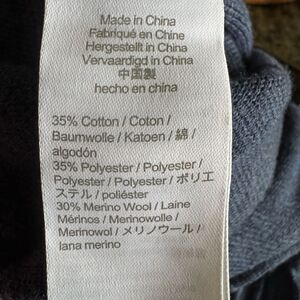 Made in China
Fabriqué en Chine
Hergestellt in China
Vervaardigd in China
中国製
hecho en china
35% Cotton / Coton /
Baumwolle / Katoen / 綿 /
algodón
35% Polyester / Polyester /
Polyester / Polyester / ポリエ
ステル / poliéster
30% Merino Wool / Laine
Mérinos / Merinowolle /
Merinowol / メリノウール /
lana merino